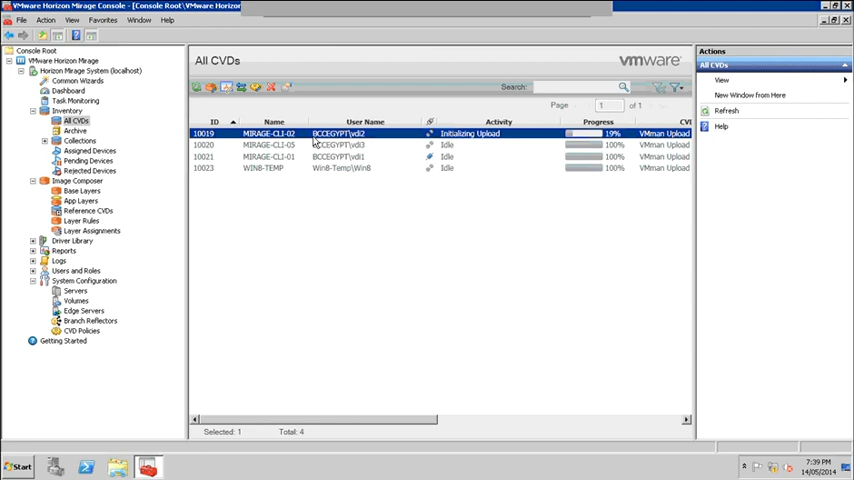 VMware Horizon Mirage Console - [Console Root\VMware Horizon
File Action View Favorites Window Help
Console Root
VMware Horizon Mirage
Horizon Mirage System (localhost)
Common Wizards
Dashboard
Task Monitoring
Inventory
All CVDs
Archive
Collections
Assigned Devices
Pending Devices
Rejected Devices
Image Composer
Base Layers
App Layers
Reference CVDs
Layer Rules
Layer Assignments
Driver Library
Reports
Logs
Users and Roles
System Configuration
Servers
Volumes
Edge Servers
Branch Reflectors
CVD Policies
Getting Started
All CVDs
vmware
Search:
Page 1 of 1
ID Name User Name Activity Progress CVI
10019 MIRAGE-CLI-02 BCCEGYPT\vdi2 Initializing Upload 19% VMman Upload
10020 MIRAGE-CLI-05 BCCEGYPT\vdi3 Idle 100% VMman Upload
10021 MIRAGE-CLI-01 BCCEGYPT\vdi1 Idle 100% VMman Upload
10023 WIN8-TEMP Win8-Temp\Win8 Idle 100% VMman Upload
Selected: 1 Total: 4
Actions
All CVDs
View
New Window from Here
Refresh
Help
Start
7:39 PM
14/05/2014